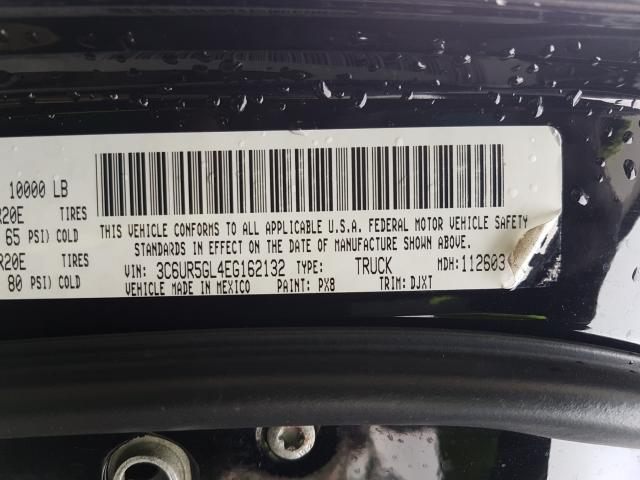 10000 LB
R20E TIRES
65 PSI) COLD
R20E TIRES
80 PSI) COLD
THIS VEHICLE CONFORMS TO ALL APPLICABLE U.S.A. FEDERAL MOTOR VEHICLE SAFETY
STANDARDS IN EFFECT ON THE DATE OF MANUFACTURE SHOWN ABOVE.
VIN: 3C6UR5GL4EG162132 TYPE: TRUCK MDH: 112603
VEHICLE MADE IN MEXICO PAINT: PX8 TRIM: DJXT